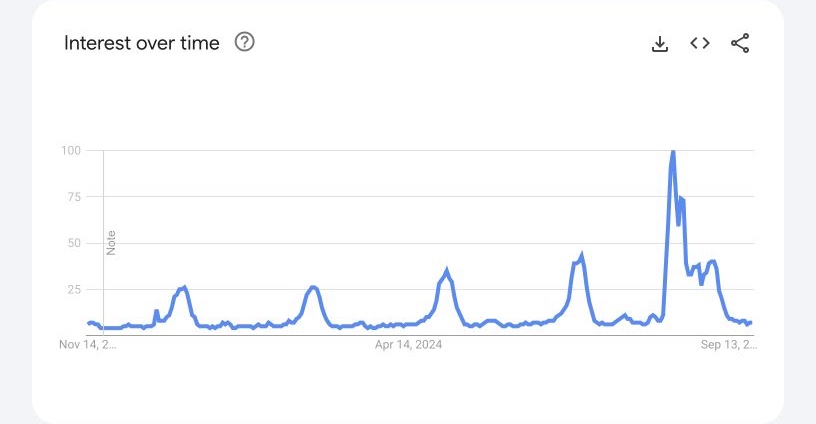 Interest over time
100
75
50
25
Note
Nov 14, 2...
Apr 14, 2024
Sep 13, 2...